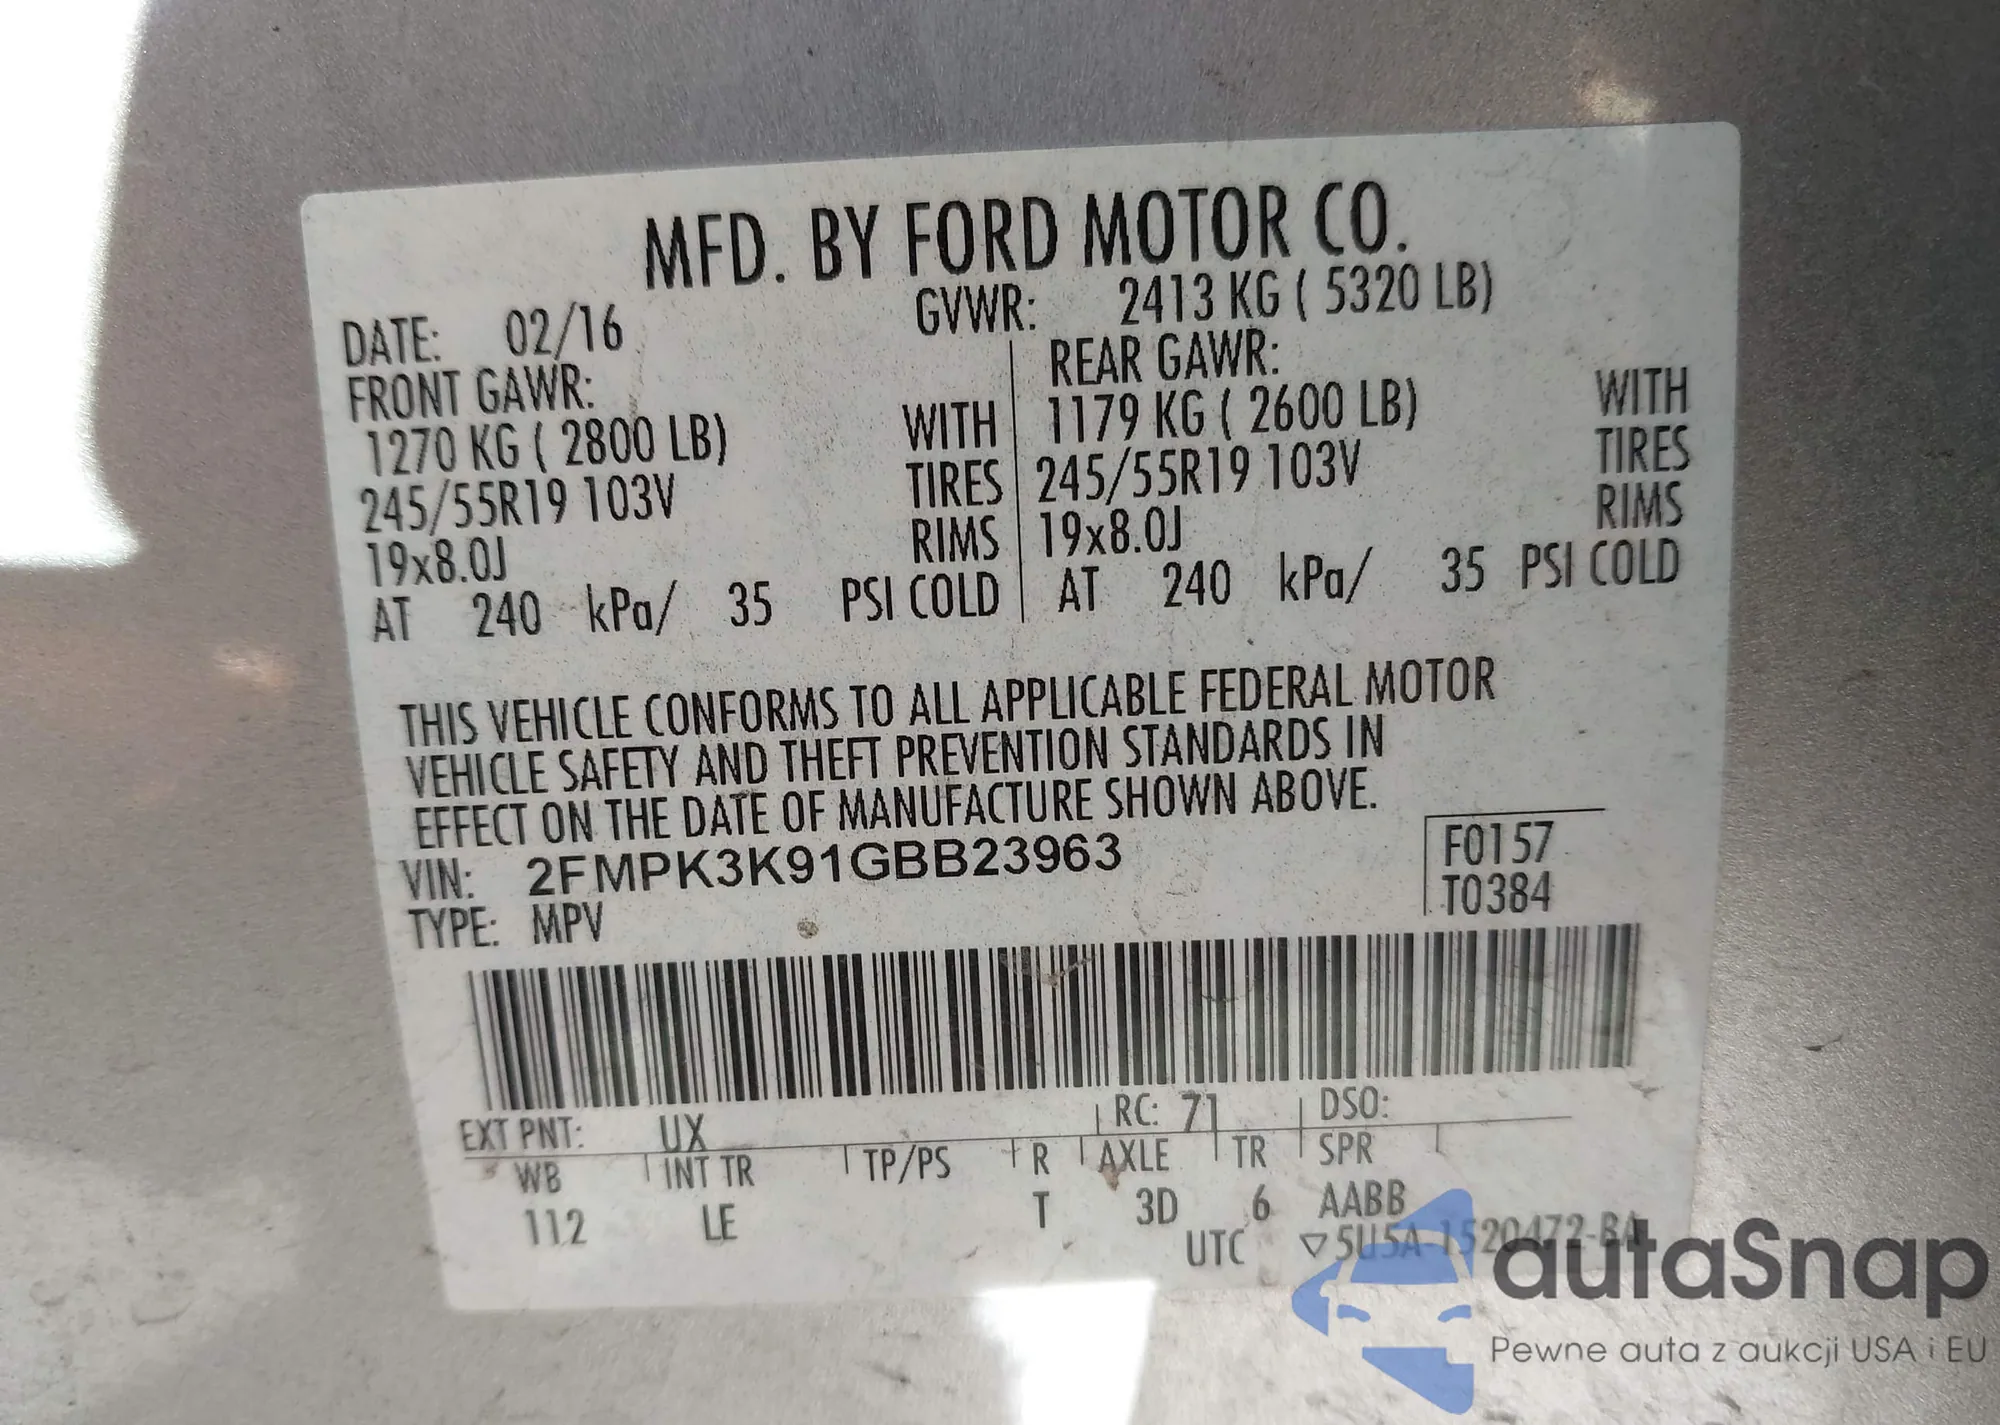 MFD. BY FORD MOTOR CO.
DATE: 02/16 GVWR: 2413 KG ( 5320 LB)
FRONT GAWR: REAR GAWR:
1270 KG ( 2800 LB) WITH 1179 KG ( 2600 LB) WITH
245/55R19 103V TIRES 245/55R19 103V TIRES
19x8.0J RIMS 19x8.0J RIMS
AT 240 kPa/ 35 PSI COLD AT 240 kPa/ 35 PSI COLD
THIS VEHICLE CONFORMS TO ALL APPLICABLE FEDERAL MOTOR
VEHICLE SAFETY AND THEFT PREVENTION STANDARDS IN
EFFECT ON THE DATE OF MANUFACTURE SHOWN ABOVE.
VIN: 2FMPK3K91GBB23963 F0157
TYPE: MPV T0384
EXT PNT: UX RC: 71 DSO:
WB INT TR TP/PS R AXLE TR SPR
112 LE T 3D 6 AABB
UTC ▽5U5A-1520472-BA
autaSnap
Pewne auta z aukcji USA i EU